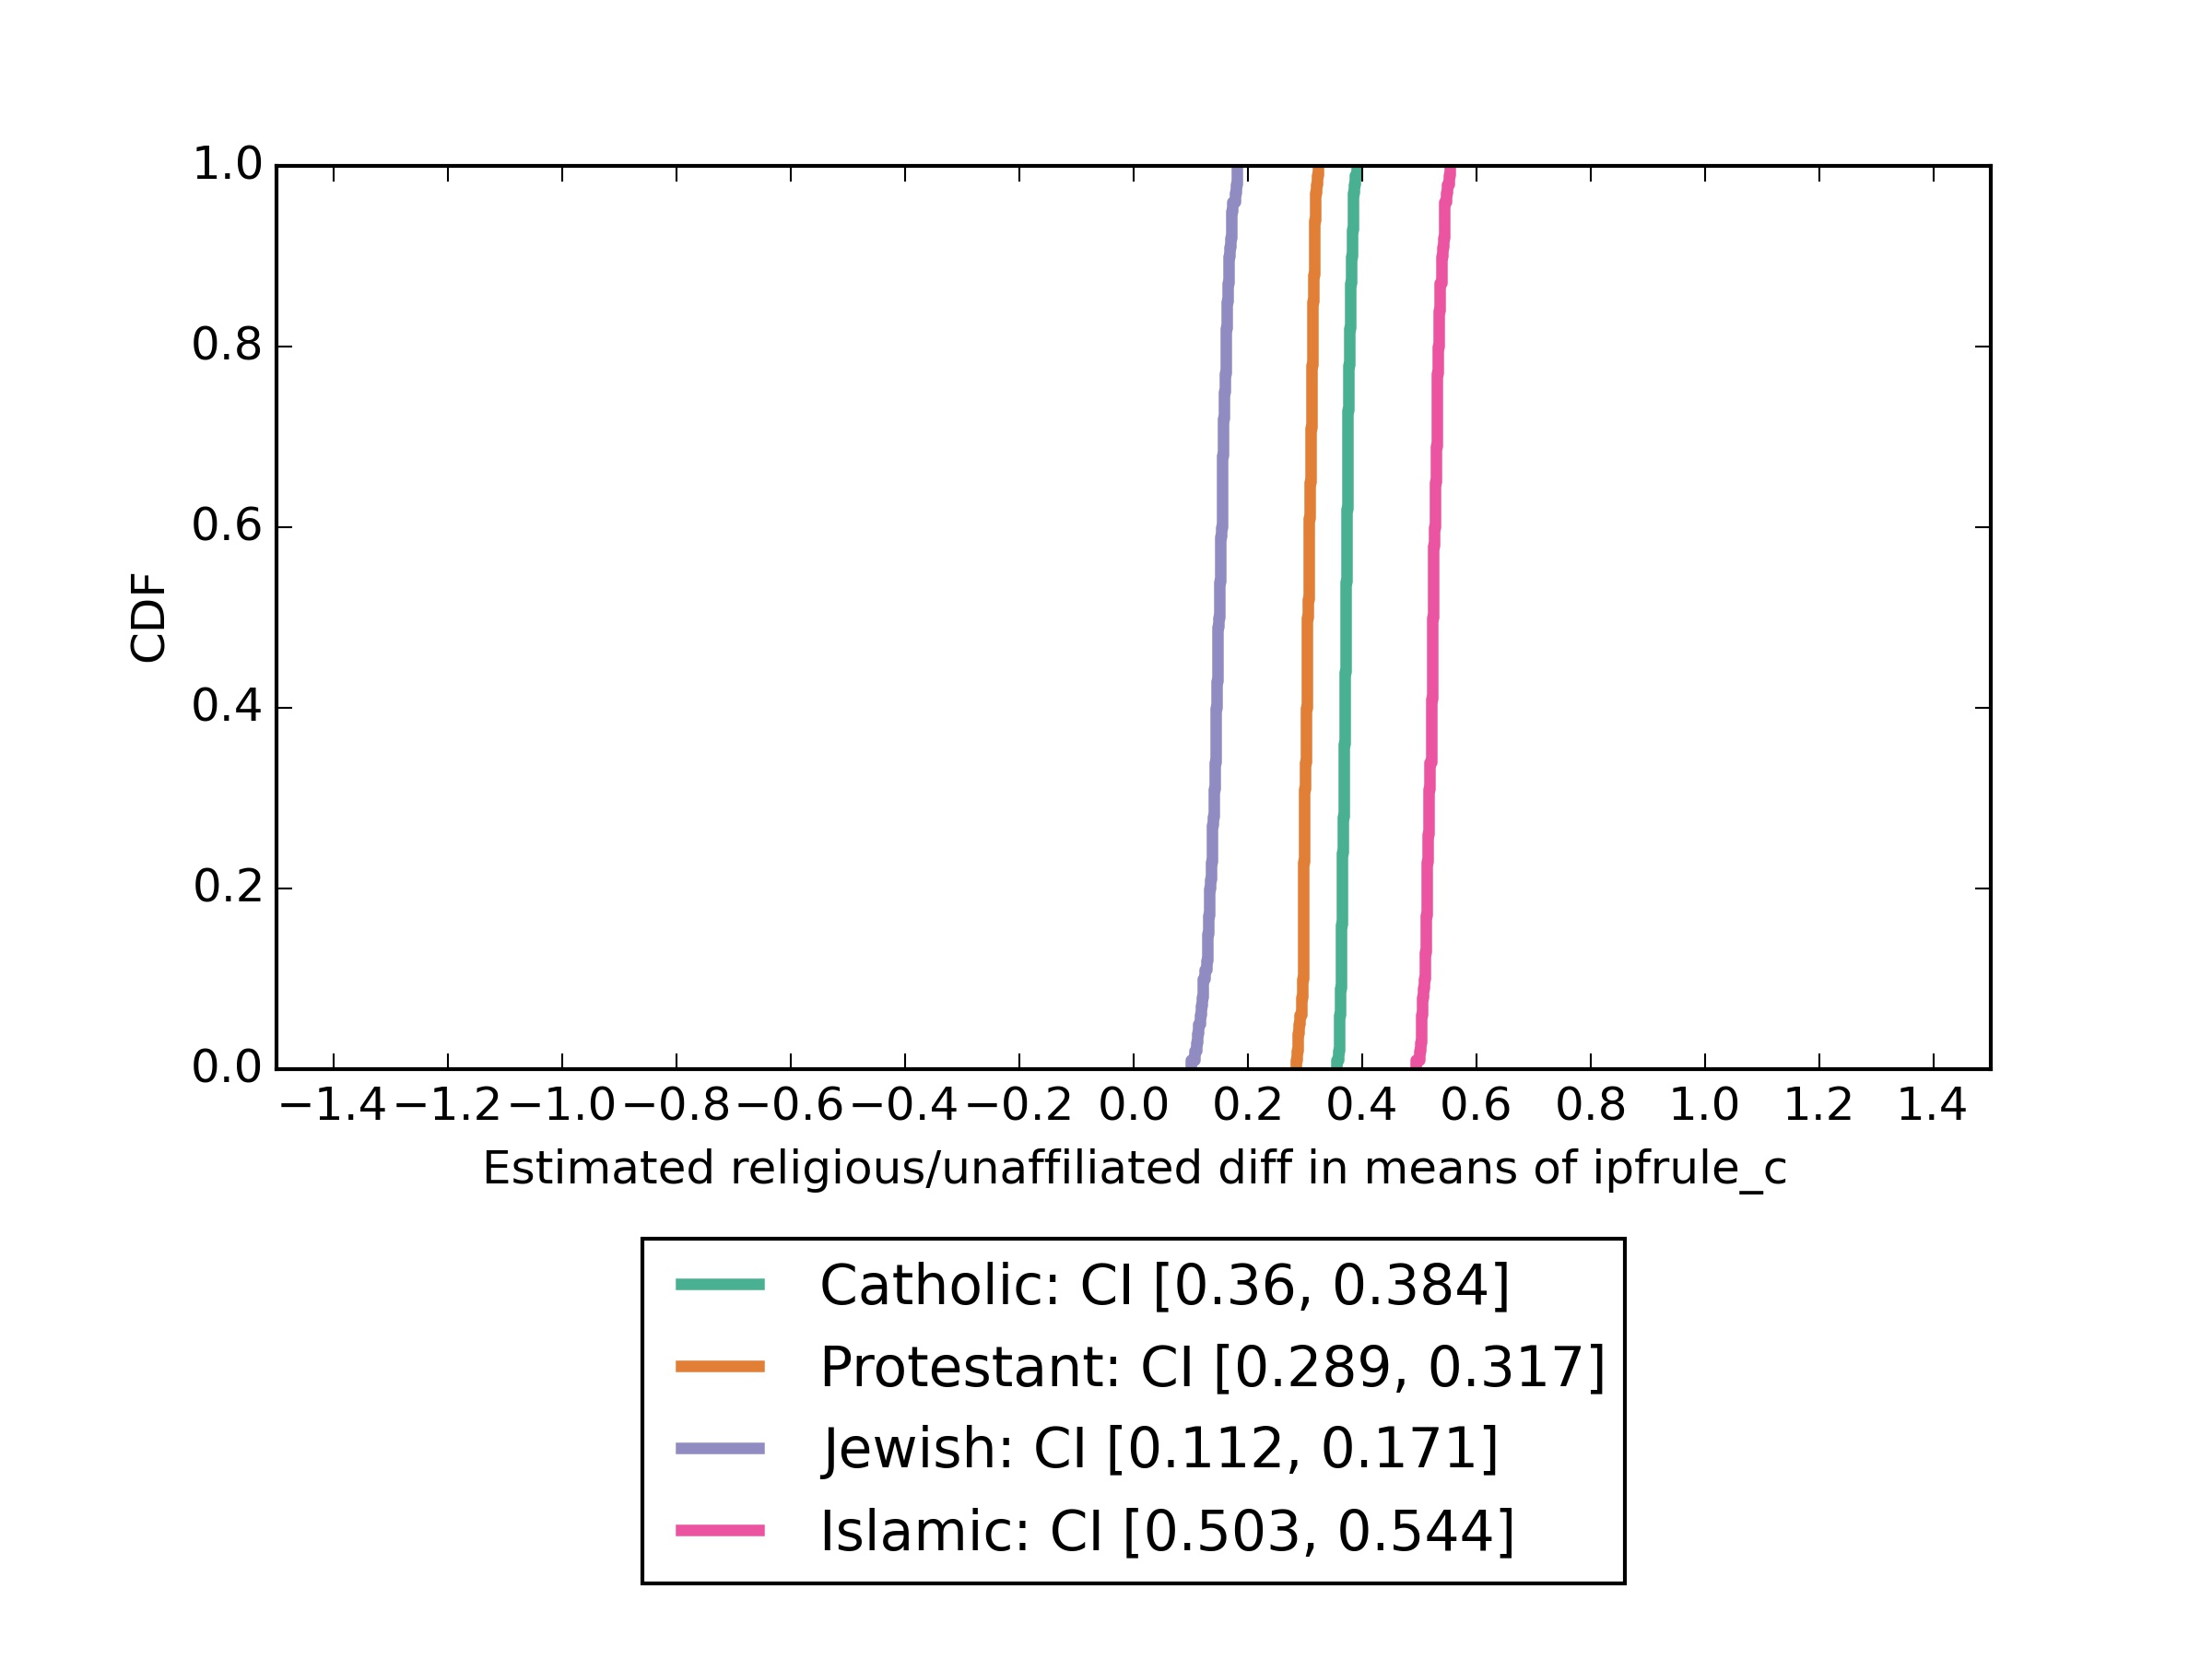 1.0
0.8
0.6
0.4
0.2
0.0
CDF
−1.4 −1.2 −1.0 −0.8 −0.6 −0.4 −0.2 0.0 0.2 0.4 0.6 0.8 1.0 1.2 1.4
Estimated religious/unaffiliated diff in means of ipfrule_c
Catholic: CI [0.36, 0.384]
Protestant: CI [0.289, 0.317]
Jewish: CI [0.112, 0.171]
Islamic: CI [0.503, 0.544]